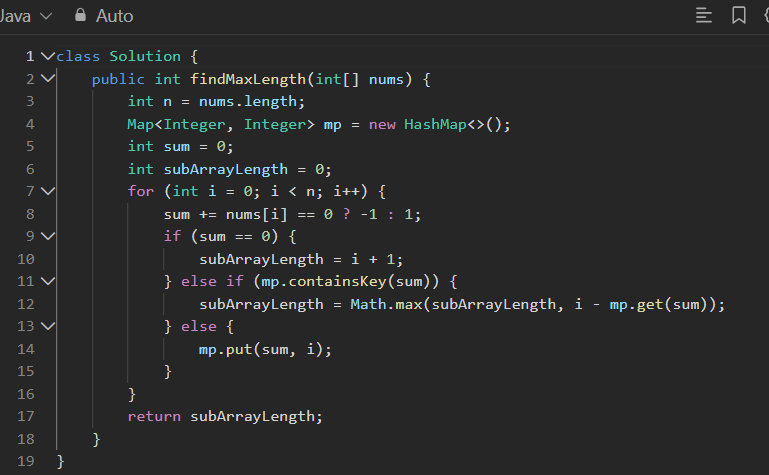 Java Auto
1 class Solution {
2 public int findMaxLength(int[] nums) {
3 int n = nums.length;
4 Map<Integer, Integer> mp = new HashMap<>();
5 int sum = 0;
6 int subArrayLength = 0;
7 for (int i = 0; i < n; i++) {
8 sum += nums[i] == 0 ? -1 : 1;
9 if (sum == 0) {
10 subArrayLength = i + 1;
11 } else if (mp.containsKey(sum)) {
12 subArrayLength = Math.max(subArrayLength, i - mp.get(sum));
13 } else {
14 mp.put(sum, i);
15 }
16 }
17 return subArrayLength;
18 }
19 }